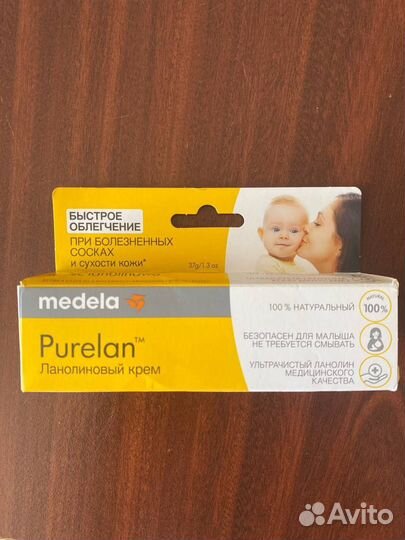 БЫСТРОЕ
ОБЛЕГЧЕНИЕ
ПРИ БОЛЕЗНЕННЫХ
СОСКАХ
И СУХОСТИ КОЖИ*
37g/1.3 oz
medela
100 % НАТУРАЛЬНЫЙ
NATURAL
100%
Purelan™
Ланолиновый крем
БЕЗОПАСЕН ДЛЯ МАЛЫША
НЕ ТРЕБУЕТСЯ СМЫВАТЬ
УЛЬТРАЧИСТЫЙ ЛАНОЛИН
МЕДИЦИНСКОГО
КАЧЕСТВА
Avito